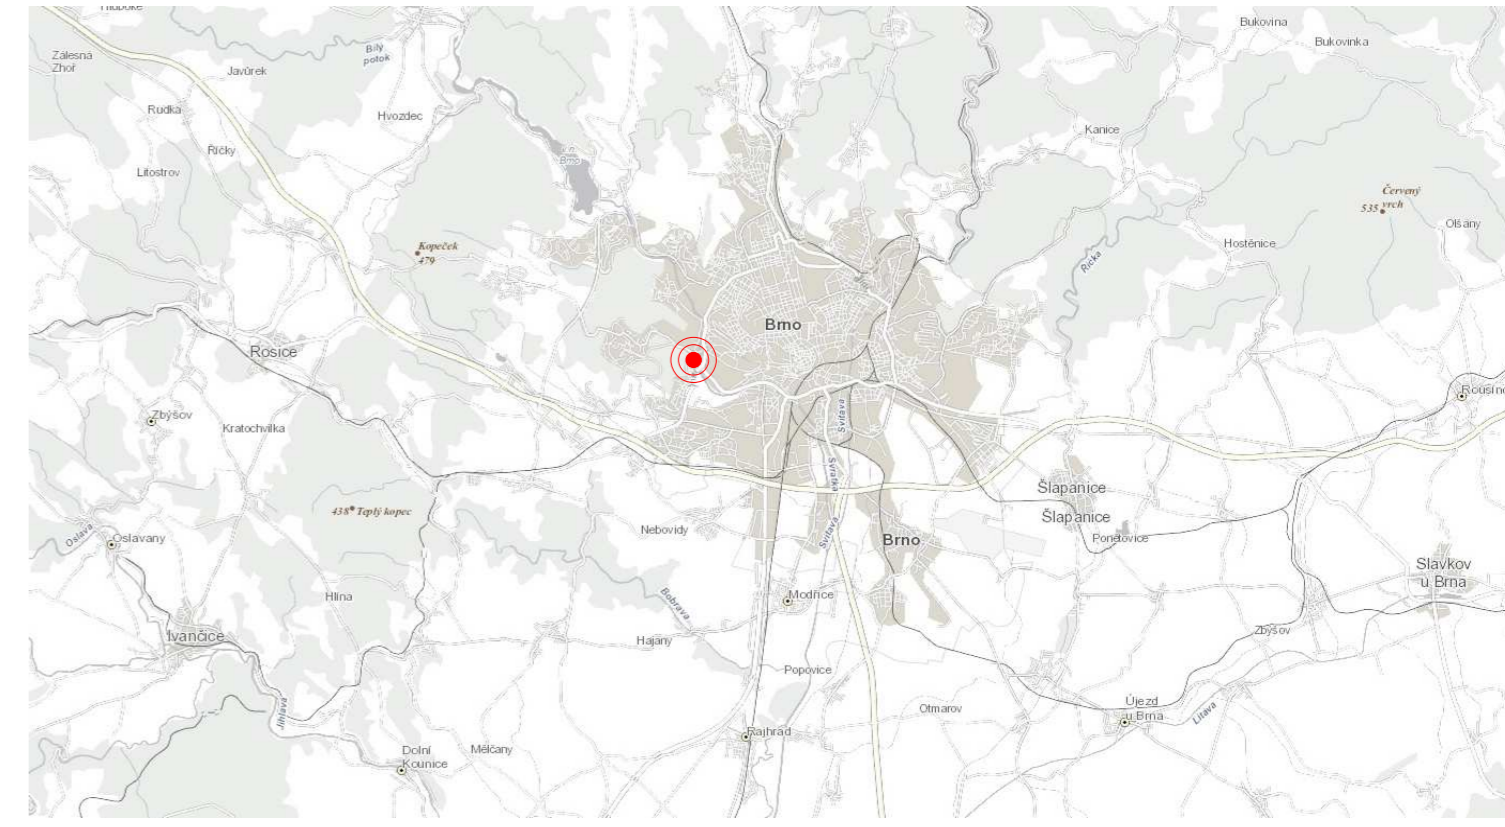 Bukovina
Bukovinka
Zálesná
Zhoř
Bílý
potok
Javůrek
Rudka
Hvozdec
Kanice
Říčky
Litostrov
Červený
535 vrch
Olšany
Kopeček
479
Hostěnice
Říčka
Brno
Rosice
Rousíno
Zbýšov
Kratochvilka
Svitava
Svratka
Šlapanice
438 Teplý kopec
Šlapanice
Oslava
Oslavany
Nebovidy
Svitava
Brno
Ponětovice
Slavkov
u Brna
Hlína
Bobrava
Modřice
Ivančice
Hajany
Zbýšov
Popovice
Jihlava
Otmarov
Újezd
u Brna
Litava
Rajhrad
Dolní
Kounice
Mělčany